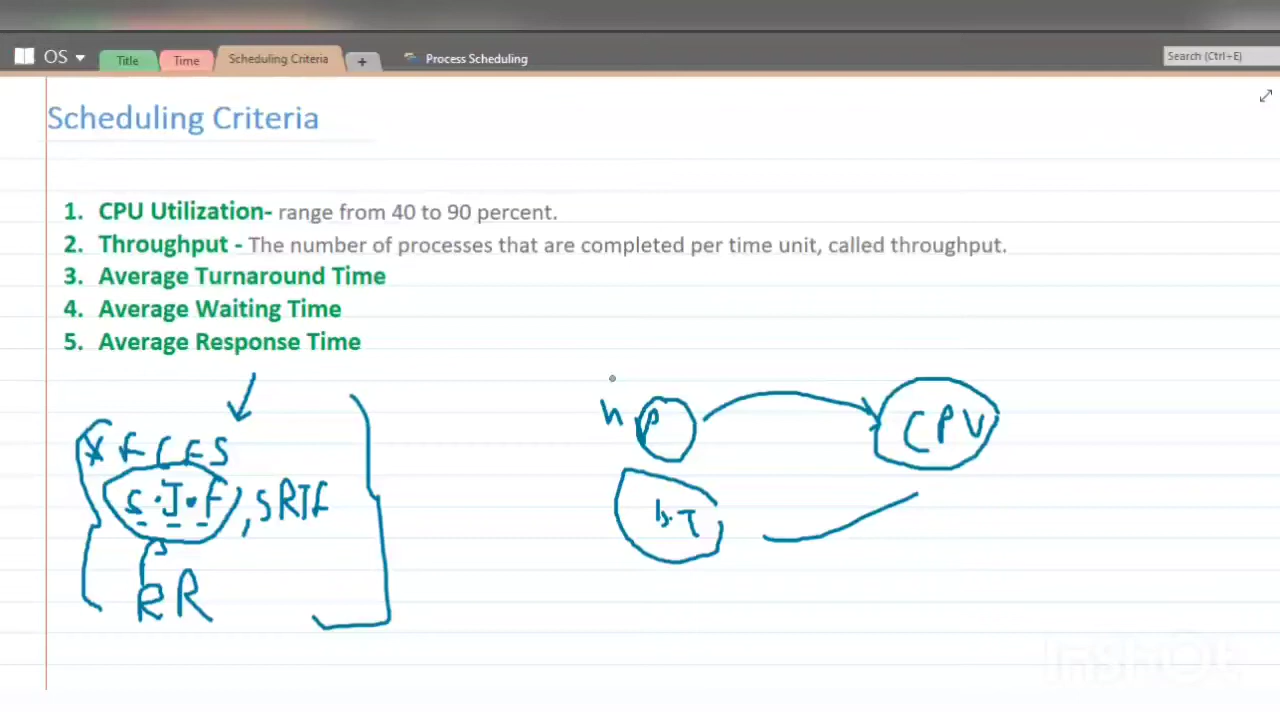 OS Title Time Scheduling Criteria + Process Scheduling Search (Ctrl+E)
Scheduling Criteria
1. CPU Utilization- range from 40 to 90 percent.
2. Throughput - The number of processes that are completed per time unit, called throughput.
3. Average Turnaround Time
4. Average Waiting Time
5. Average Response Time
FCFS
S.J.F, SRTF
RR
n P
CPU
b.T
InShot